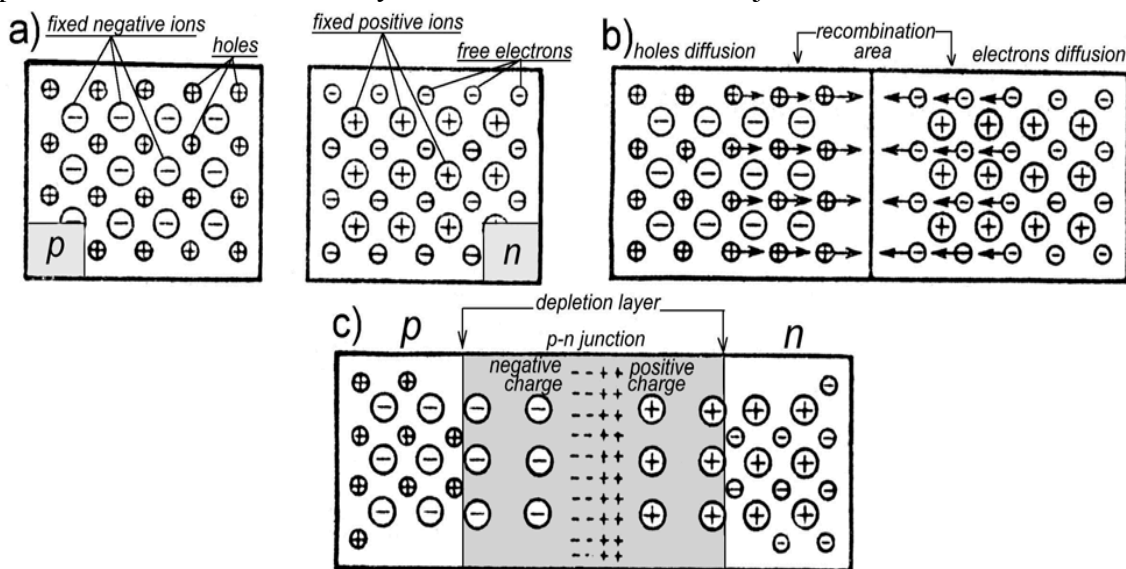 a)
fixed negative ions
holes
fixed positive ions
free electrons
p
n
b)
holes diffusion
recombination
area
electrons diffusion
c)
p
depletion layer
n
p-n junction
negative
charge
positive
charge